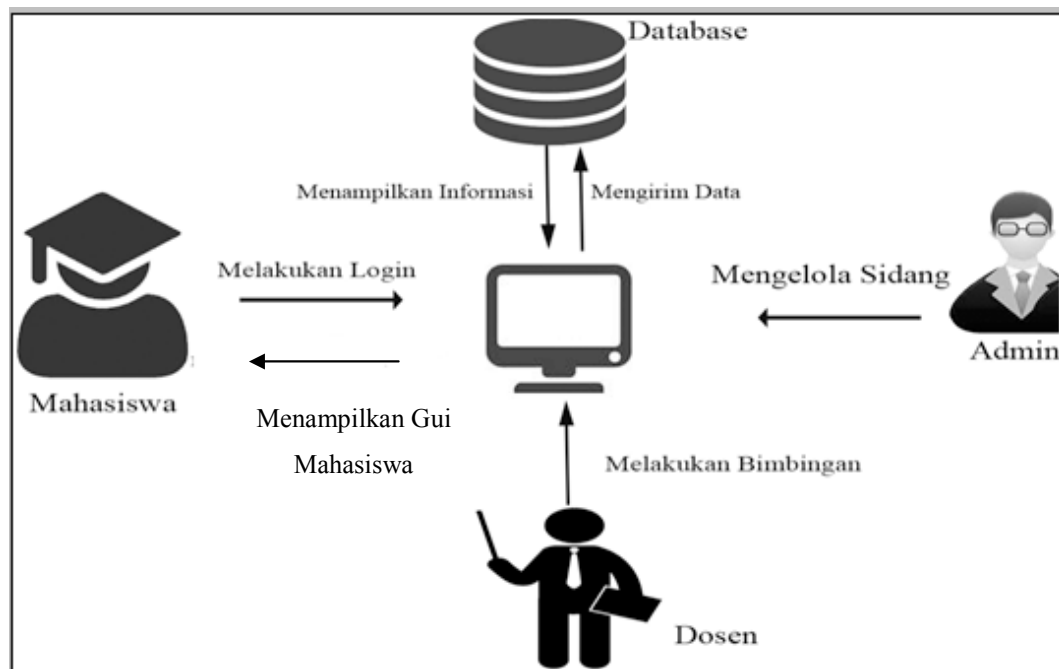 Database
Menampilkan Informasi
Mengirim Data
Melakukan Login
Mengelola Sidang
Admin
Mahasiswa
Menampilkan Gui
Mahasiswa
Melakukan Bimbingan
Dosen